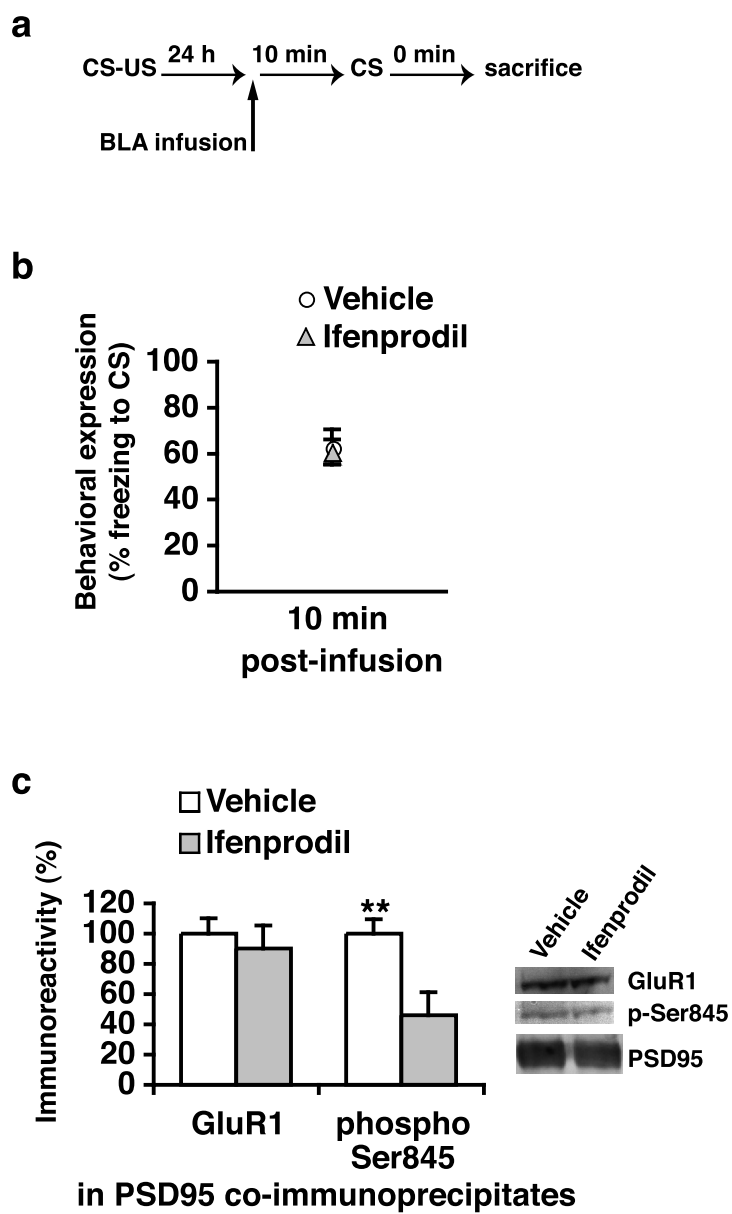 a
24 h 10 min 0 min
CS-US CS sacrifice
BLA infusion
b
Vehicle
Ifenprodil
Behavioral expression
(% freezing to CS)
100
80
60
40
20
0
10 min
post-infusion
c
Vehicle
Ifenprodil
Immunoreactivity (%)
120
100
80
60
40
20
0
**
GluR1 phospho
Ser845
in PSD95 co-immunoprecipitates
Vehicle
Ifenprodil
GluR1
p-Ser845
PSD95